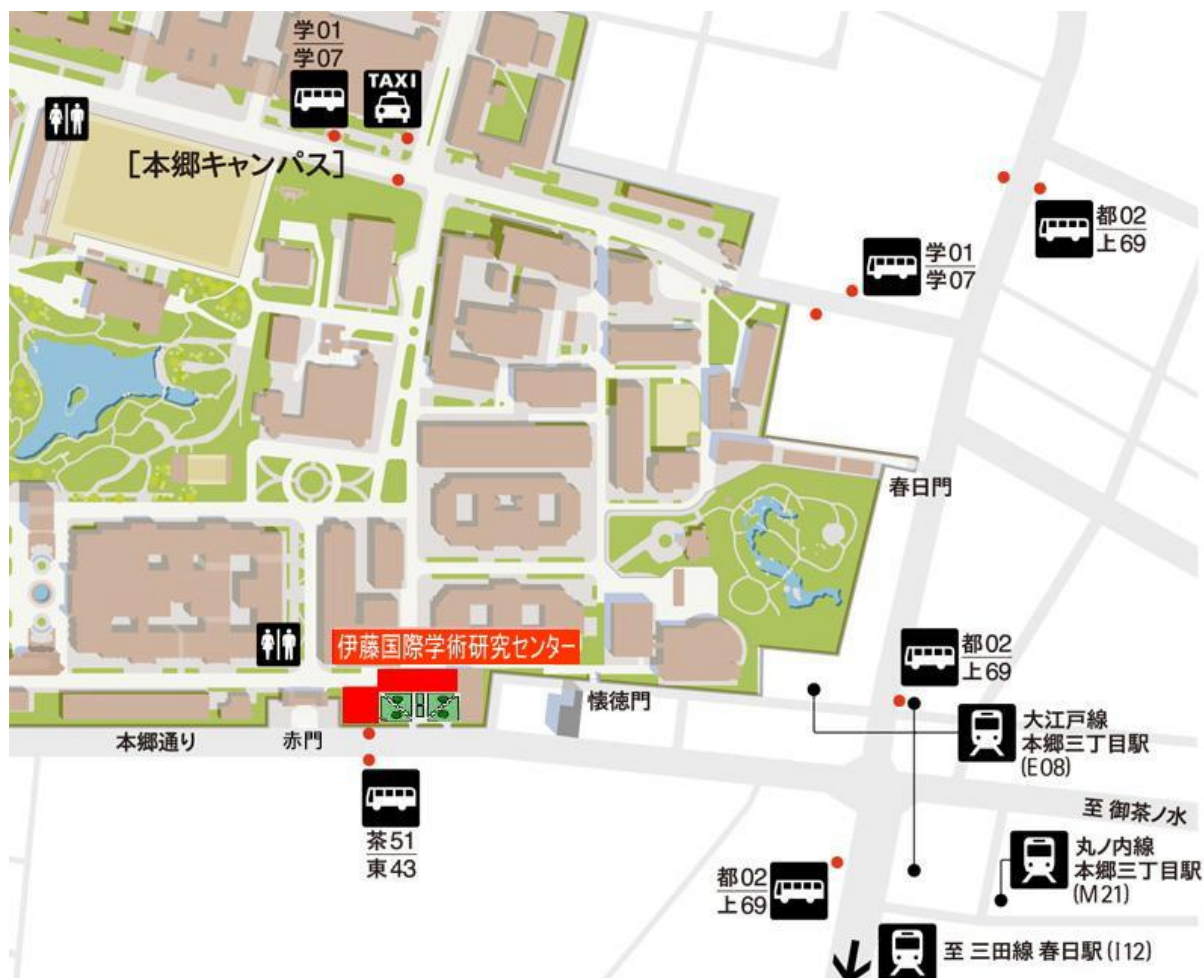 学01
学07
TAXI
[本郷キャンパス]
都02
上69
学01
学07
春日門
伊藤国際学術研究センター
都02
上69
懐徳門
大江戸線
本郷三丁目駅
(E08)
本郷通り
赤門
至 御茶ノ水
茶51
東43
丸ノ内線
本郷三丁目駅
(M21)
都02
上69
至 三田線 春日駅(I12)